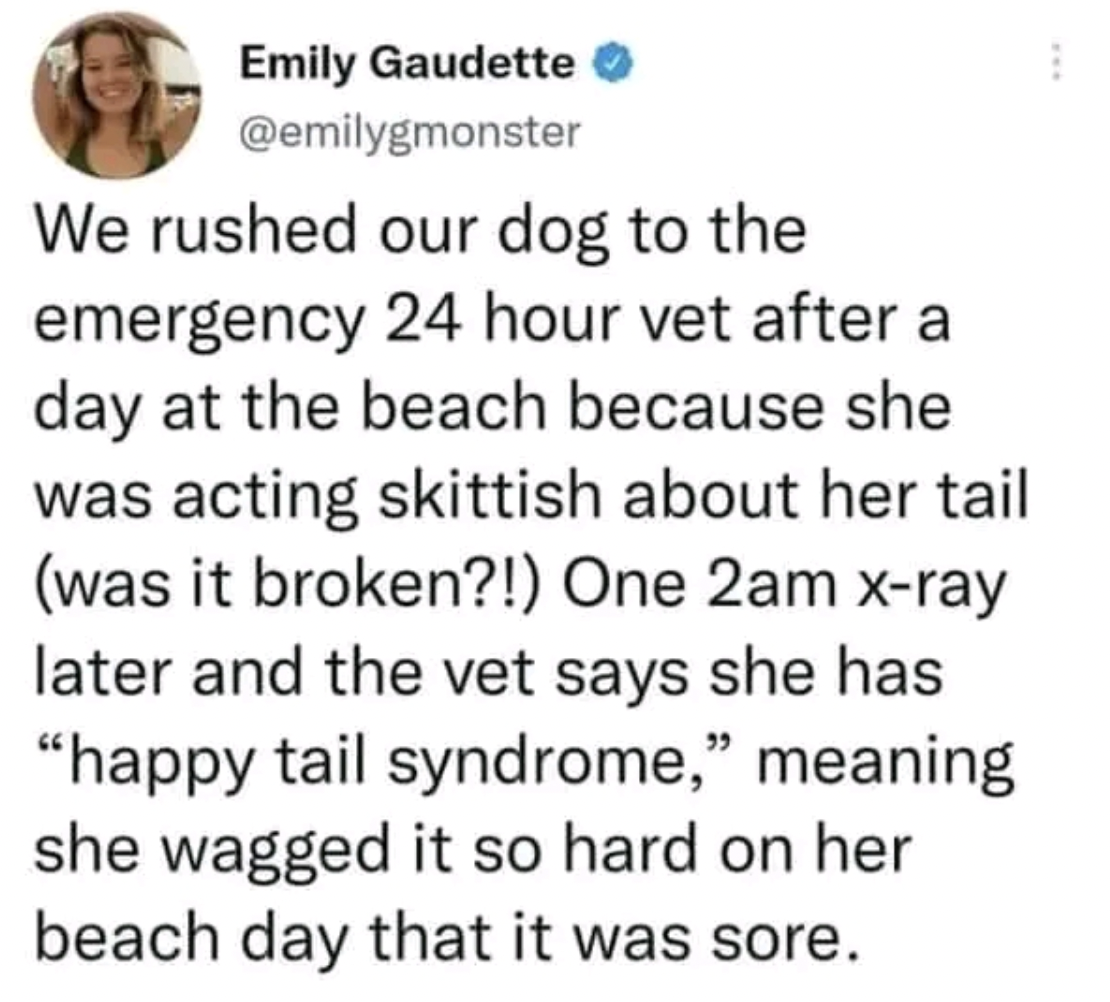 Emily Gaudette
@emilygmonster
We rushed our dog to the
emergency 24 hour vet after a
day at the beach because she
was acting skittish about her tail
(was it broken?!) One 2am x-ray
later and the vet says she has
“happy tail syndrome,” meaning
she wagged it so hard on her
beach day that it was sore.